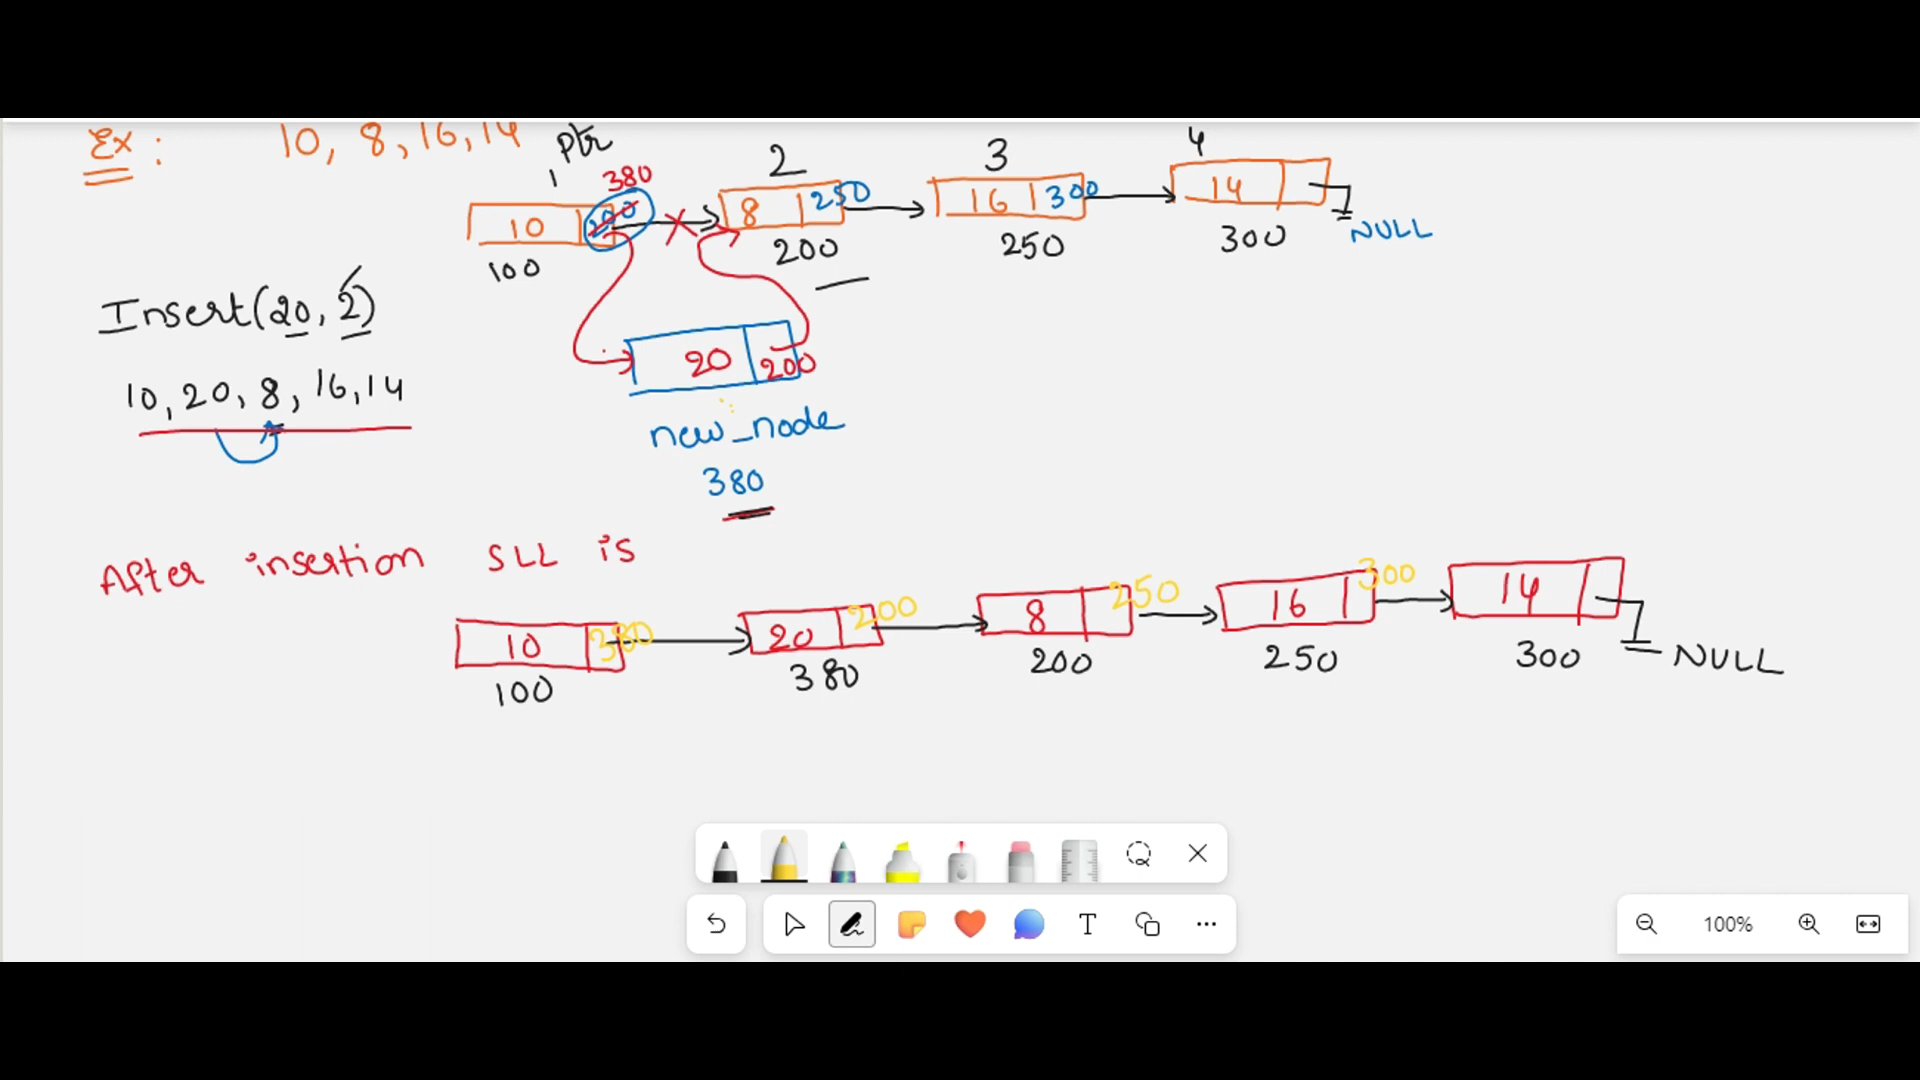 Ex : 10, 8, 16, 14
Ptr
1 2 3 4
380
10 200 8 250 16 300 14
NULL
100 200 250 300
Insert(20, 2)
20 200
10, 20, 8, 16, 14
new_node
380
After insertion SLL is
10 380 20 200 8 250 16 300 14
100 380 200 250 300 NULL
T
100%